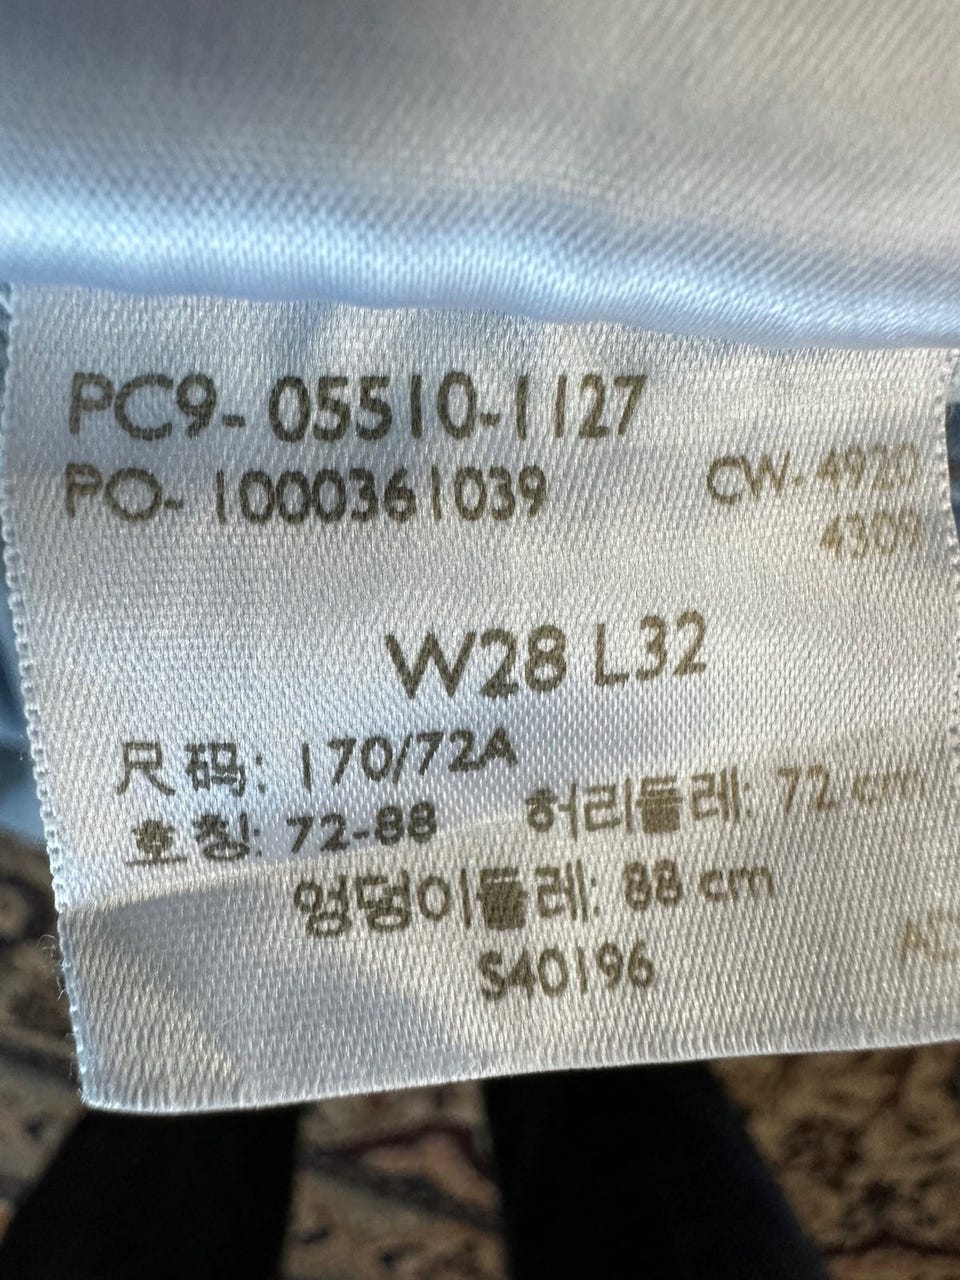 PC9-05510-1127
PO-1000361039 CW-4920
4309
W28 L32
尺码: 170/72A
호칭: 72-88 허리둘레: 72 cm
엉덩이둘레: 88 cm
S40196